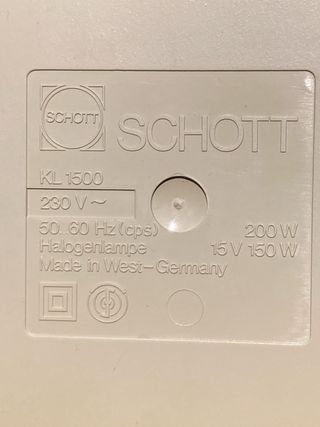 SCHOTT
SCHOTT
KL 1500
230 V ~
50..60 Hz (cps) 200 W
Halogenlampe 15 V 150 W
Made in West-Germany